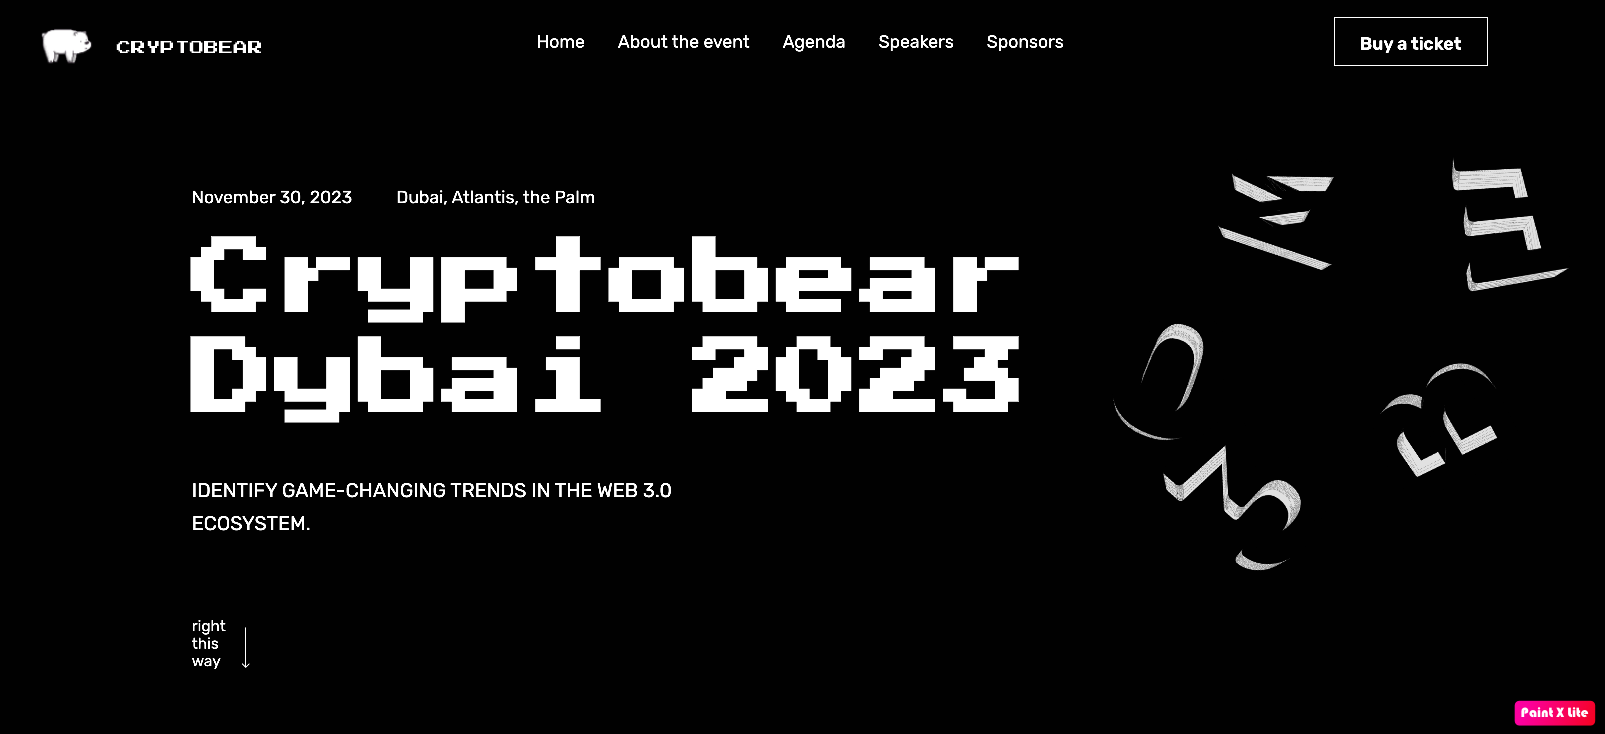 CRYPTOBEAR
Home About the event Agenda Speakers Sponsors
Buy a ticket
November 30, 2023 Dubai, Atlantis, the Palm
Cryptobear
Dybai 2023
IDENTIFY GAME-CHANGING TRENDS IN THE WEB 3.0
ECOSYSTEM.
right
this
way
Paint X Lite